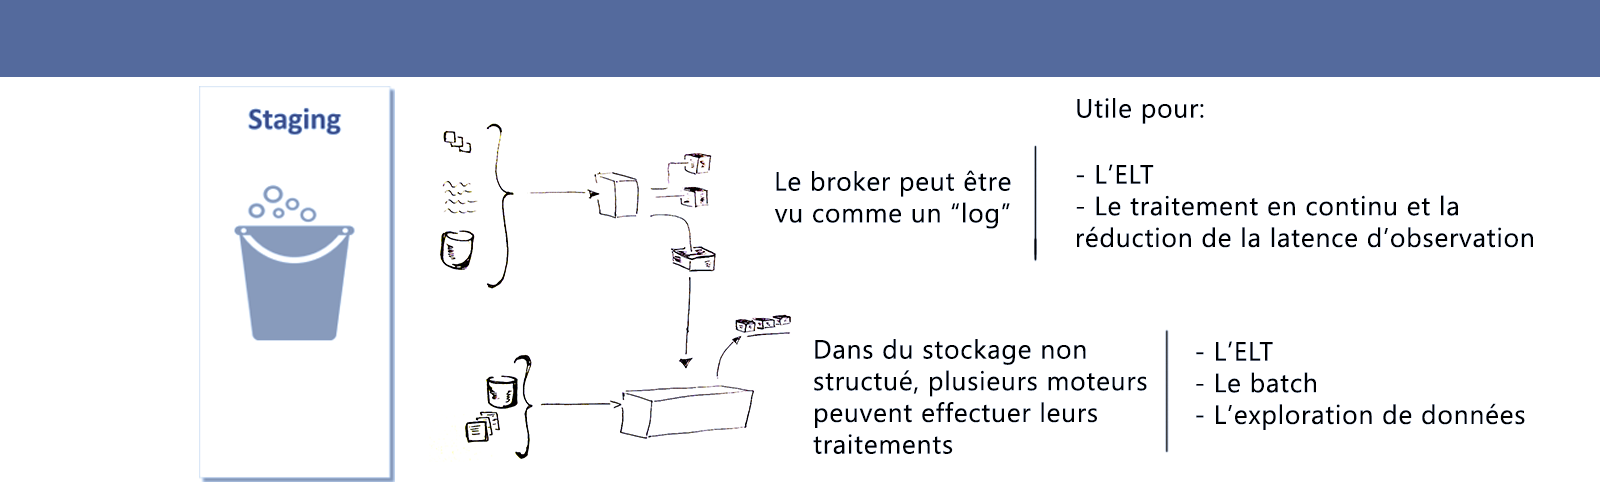 Staging
Le broker peut être
vu comme un “log”
Utile pour:
- L’ELT
- Le traitement en continu et la
réduction de la latence d’observation
Dans du stockage non
structué, plusieurs moteurs
peuvent effectuer leurs
traitements
- L’ELT
- Le batch
- L’exploration de données